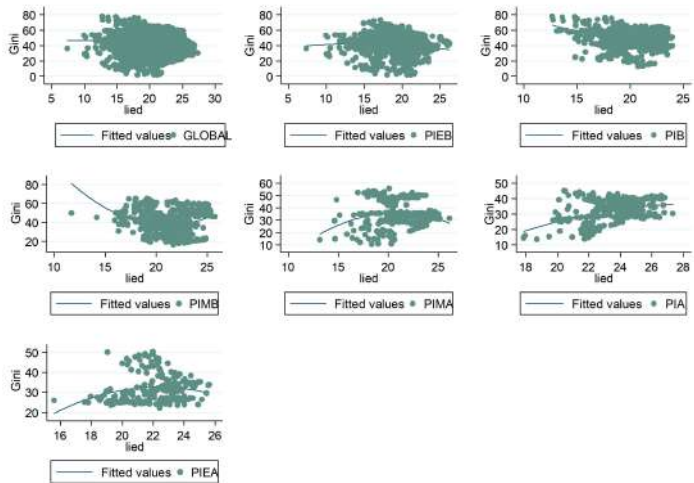 Gini
80
60
40
20
0
5 10 15 20 25 30
lied
Fitted values GLOBAL
Gini
80
60
40
20
0
5 10 15 20 25
lied
Fitted values PIEB
Gini
80
60
40
20
0
10 15 20 25
lied
Fitted values PIB
Gini
80
60
40
20
10 15 20 25
lied
Fitted values PIMB
Gini
60
50
40
30
20
10
10 15 20 25
lied
Fitted values PIMA
Gini
50
40
30
20
10
18 20 22 24 26 28
lied
Fitted values PIA
Gini
50
40
30
20
16 18 20 22 24 26
lied
Fitted values PIEA